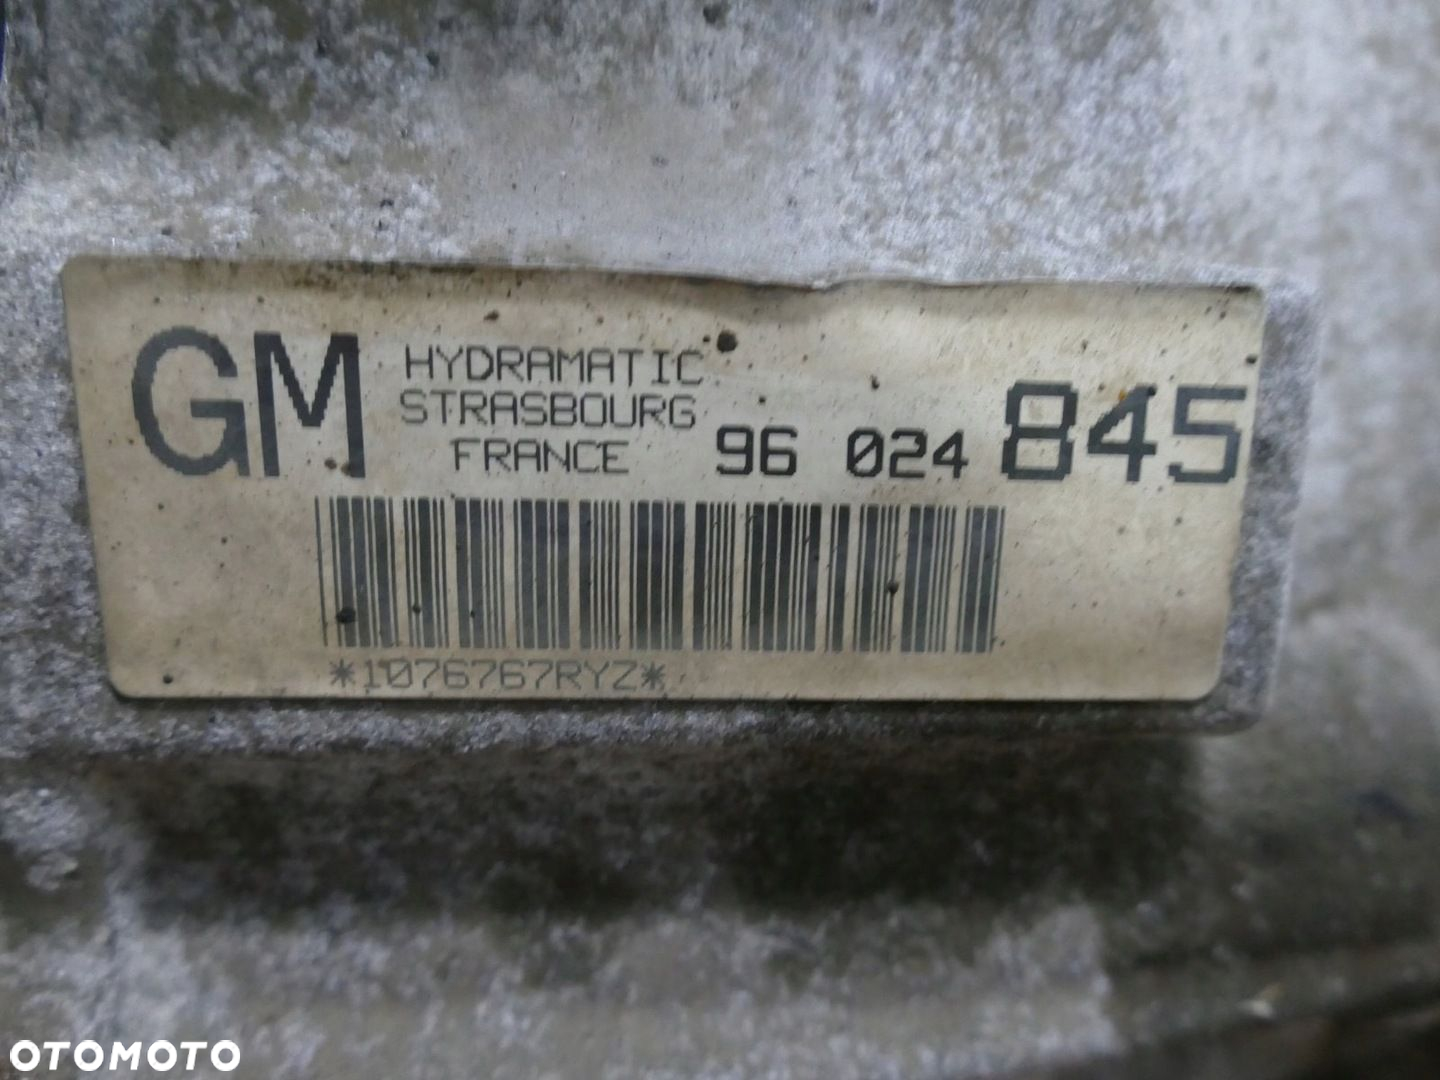 GM
HYDRAMATIC
STRASBOURG
FRANCE
96 024 845
*1076767RYZ*
OTOMOTO